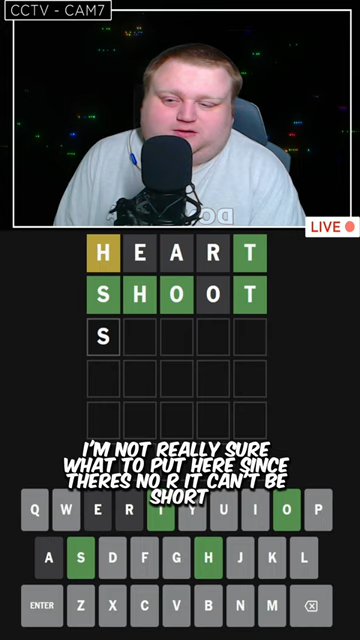 CCTV - CAM7
LIVE
H E A R T
S H O O T
S
I'M NOT REALLY SURE
WHAT TO PUT HERE SINCE
THERES NO R IT CAN'T BE
SHORT
Q W E R T Y U I O P
A S D F G H J K L
ENTER Z X C V B N M